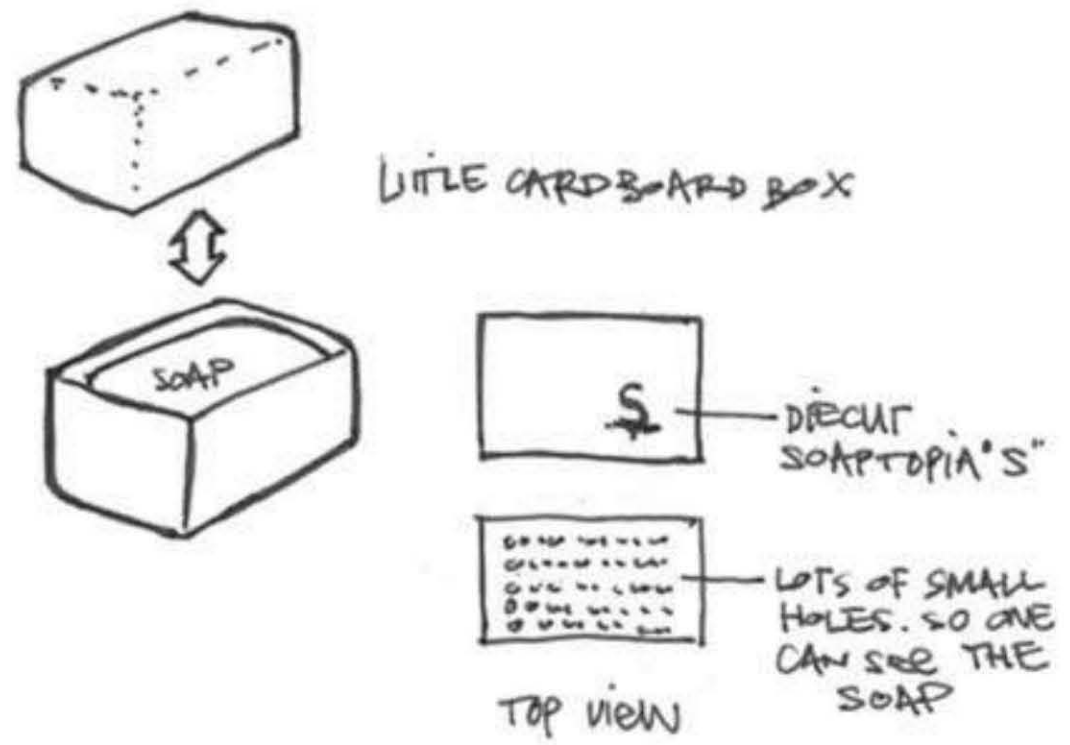 LITTLE CARDBOARD BOX
SOAP
S
DIECUT
SOAPTOPIA "S"
LOTS OF SMALL
HOLES. SO ONE
CAN SEE THE
SOAP
TOP VIEW